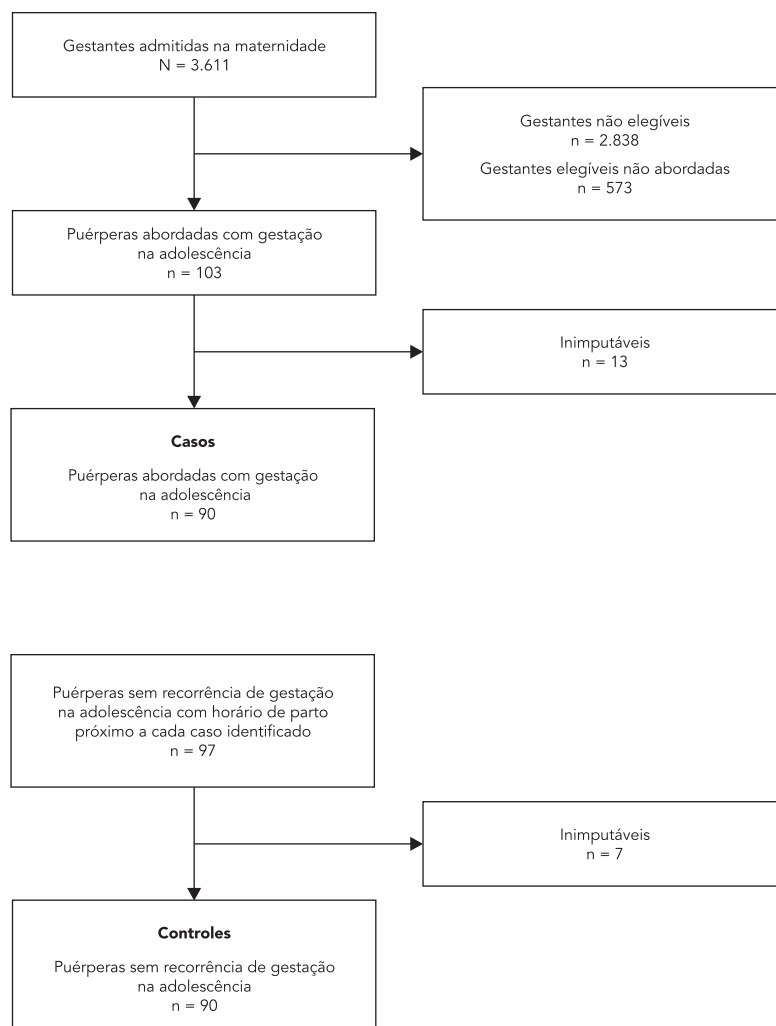 Gestantes admitidas na maternidade
N = 3.611
Gestantes não elegíveis
n = 2.838
Gestantes elegíveis não abordadas
n = 573
Puérperas abordadas com gestação
na adolescência
n = 103
Inimputáveis
n = 13
Casos
Puérperas abordadas com gestação
na adolescência
n = 90
Puérperas sem recorrência de gestação
na adolescência com horário de parto
próximo a cada caso identificado
n = 97
Inimputáveis
n = 7
Controles
Puérperas sem recorrência de gestação
na adolescência
n = 90